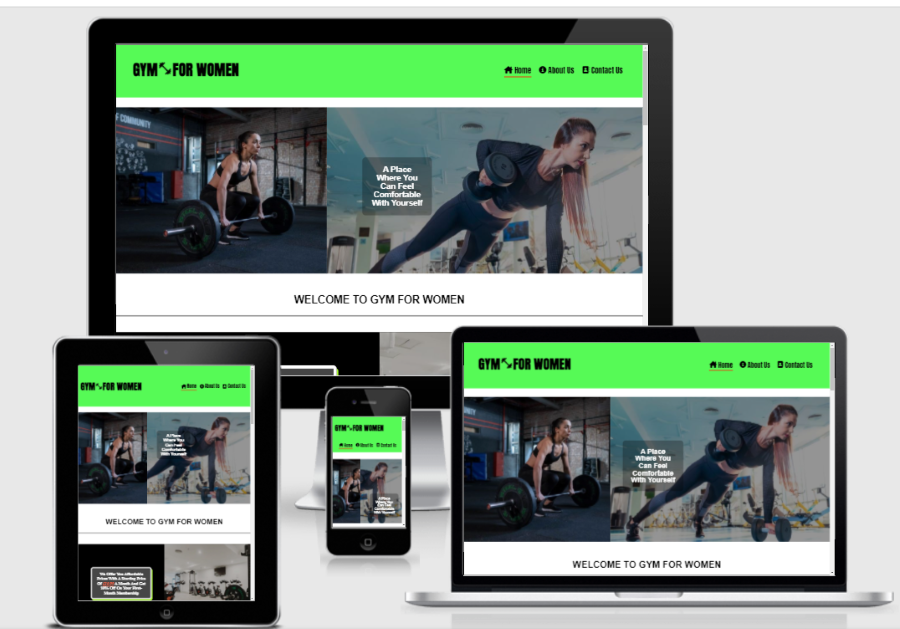 GYM FOR WOMEN
Home About Us Contact Us
COMMUNITY
A Place
Where You
Can Feel
Comfortable
With Yourself
WELCOME TO GYM FOR WOMEN
GYM FOR WOMEN
Home About Us Contact Us
A Place
Where You
Can Feel
Comfortable
With Yourself
WELCOME TO GYM FOR WOMEN
We Offer You Affordable
Prices With A Starting Price
A Month And Get
10% Off On Your Three-
Month Membership
GYM FOR WOMEN
Home About Us Contact Us
A Place
Where You
Can Feel
Comfortable
With Yourself
GYM FOR WOMEN
Home About Us Contact Us
A Place
Where You
Can Feel
Comfortable
With Yourself
WELCOME TO GYM FOR WOMEN